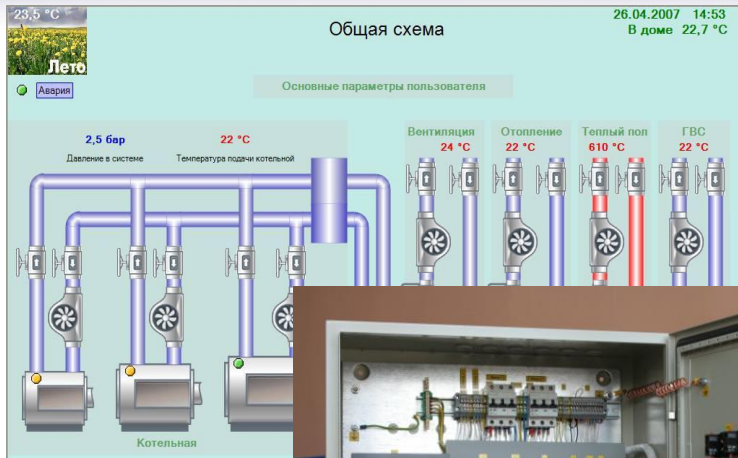 23,5 °C
Общая схема
26.04.2007 14:53
В доме 22,7 °C
Лето
Авария
Основные параметры пользователя
2,5 бар
22 °C
Давление в системе
Температура подачи котельной
Вентиляция
24 °C
Отопление
22 °C
Теплый пол
610 °C
ГВС
22 °C
Котельная